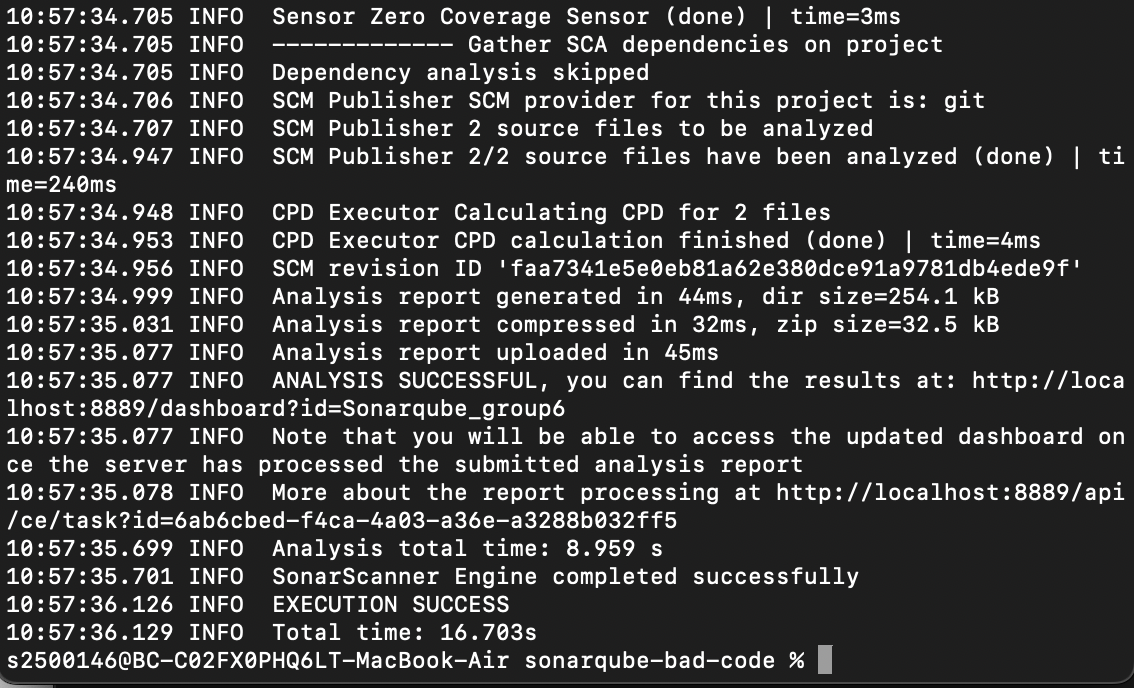 10:57:34.705 INFO  Sensor Zero Coverage Sensor (done) | time=3ms
10:57:34.705 INFO  ------------- Gather SCA dependencies on project
10:57:34.705 INFO  Dependency analysis skipped
10:57:34.706 INFO  SCM Publisher SCM provider for this project is: git
10:57:34.707 INFO  SCM Publisher 2 source files to be analyzed
10:57:34.947 INFO  SCM Publisher 2/2 source files have been analyzed (done) | ti
me=240ms
10:57:34.948 INFO  CPD Executor Calculating CPD for 2 files
10:57:34.953 INFO  CPD Executor CPD calculation finished (done) | time=4ms
10:57:34.956 INFO  SCM revision ID 'faa7341e5e0eb81a62e380dce91a9781db4ede9f'
10:57:34.999 INFO  Analysis report generated in 44ms, dir size=254.1 kB
10:57:35.031 INFO  Analysis report compressed in 32ms, zip size=32.5 kB
10:57:35.077 INFO  Analysis report uploaded in 45ms
10:57:35.077 INFO  ANALYSIS SUCCESSFUL, you can find the results at: http://loca
lhost:8889/dashboard?id=Sonarqube_group6
10:57:35.077 INFO  Note that you will be able to access the updated dashboard on
ce the server has processed the submitted analysis report
10:57:35.078 INFO  More about the report processing at http://localhost:8889/api
/ce/task?id=6ab6cbed-f4ca-4a03-a36e-a3288b032ff5
10:57:35.699 INFO  Analysis total time: 8.959 s
10:57:35.701 INFO  SonarScanner Engine completed successfully
10:57:36.126 INFO  EXECUTION SUCCESS
10:57:36.129 INFO  Total time: 16.703s
s2500146@BC-C02FX0PHQ6LT-MacBook-Air sonarqube-bad-code %